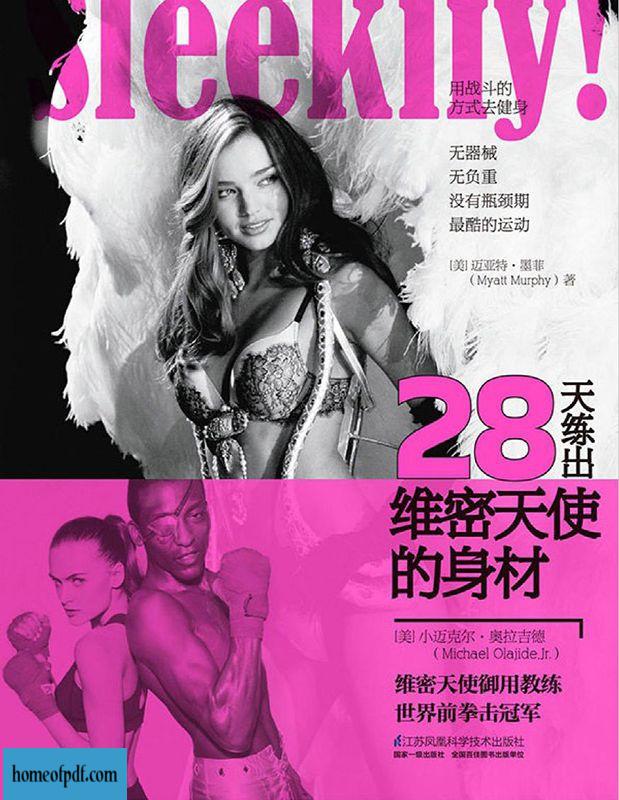 Sleekify!
用战斗的
方式去健身
无器械
无负重
没有瓶颈期
最酷的运动
[美] 迈亚特·墨菲
(Myatt Murphy) 著
28
天练出
维密天使
的身材
[美] 小迈克尔·奥拉吉德
(Michael Olajide,Jr.)
维密天使御用教练
世界前拳击冠军
江苏凤凰科学技术出版社
国家一级出版社 全国百佳图书出版单位
homeofpdf.com